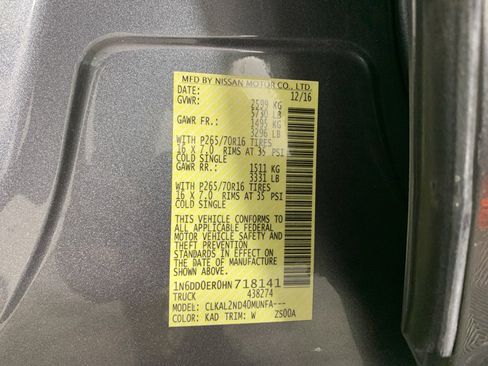 MFD BY NISSAN MOTOR CO., LTD.
DATE: 12/16
GVWR: 2599 KG
5730 LB
GAWR FR.: 1495 KG
3296 LB
WITH P265/70R16 TIRES
16 X 7.0 RIMS AT 35 PSI
COLD SINGLE
GAWR RR.: 1511 KG
3331 LB
WITH P265/70R16 TIRES
16 X 7.0 RIMS AT 35 PSI
COLD SINGLE
THIS VEHICLE CONFORMS TO
ALL APPLICABLE FEDERAL
MOTOR VEHICLE SAFETY AND
THEFT PREVENTION
STANDARDS IN EFFECT
ON THE DATE OF MANUFACTURE
SHOWN ABOVE.
1N6DD0ER0HN718141
TRUCK 438274
MODEL: CLKAL2ND40MUNFA---
COLOR: KAD TRIM: W ZS00A